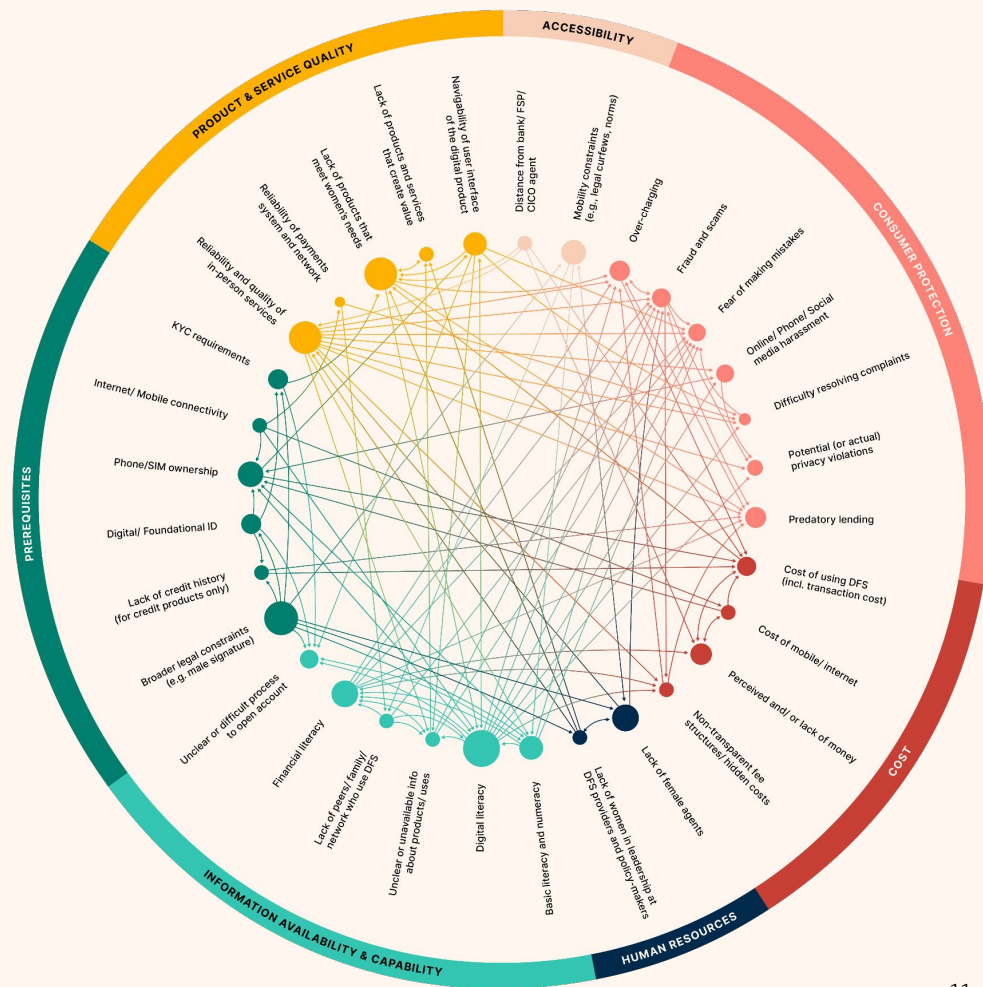 PRODUCT & SERVICE QUALITY
ACCESSIBILITY
CONSUMER PROTECTION
COST
HUMAN RESOURCES
INFORMATION AVAILABILITY & CAPABILITY
PREREQUISITES
Distance from bank/ FSP/
CICO agent
Mobility constraints
(e.g., legal curfews, norms)
Over-charging
Fraud and scams
Fear of making mistakes
Online/ Phone/ Social
media harassment
Difficulty resolving complaints
Potential (or actual)
privacy violations
Predatory lending
Cost of using DFS
(incl. transaction cost)
Cost of mobile/ internet
Perceived and/ or lack of money
Non-transparent fee
structures/ hidden costs
Lack of female agents
Lack of women in leadership at
DFS providers and policy-makers
Basic literacy and numeracy
Digital literacy
Unclear or unavailable info
about products/ uses
Lack of peers/ family/
network who use DFS
Financial literacy
Unclear or difficult process
to open account
Broader legal constraints
(e.g. male signature)
Lack of credit history
(for credit products only)
Digital/ Foundational ID
Phone/SIM ownership
Internet/ Mobile connectivity
KYC requirements
Reliability and quality of
in-person services
Reliability of payments
system and network
Lack of products that
meet women's needs
Lack of products and services
that create value
Navigability of user interface
of the digital product